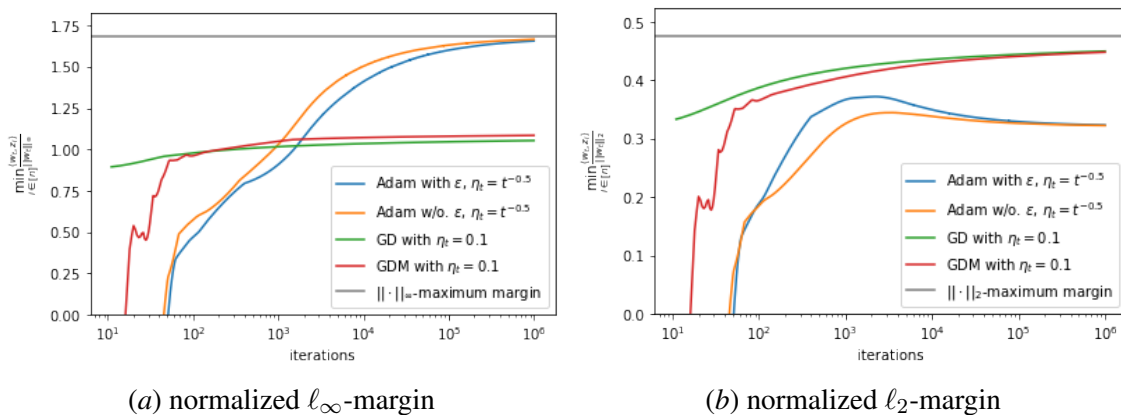 1.75
1.50
1.25
1.00
0.75
0.50
0.25
0.00
min i∈[n] ⟨w_t, z_i⟩ / ||w_t||_∞
10^1 10^2 10^3 10^4 10^5 10^6
iterations
Adam with ε, η_t = t^{-0.5}
Adam w/o. ε, η_t = t^{-0.5}
GD with η_t = 0.1
GDM with η_t = 0.1
||·||_∞-maximum margin
(a) normalized ℓ_∞-margin
0.5
0.4
0.3
0.2
0.1
0.0
min i∈[n] ⟨w_t, z_i⟩ / ||w_t||_2
10^1 10^2 10^3 10^4 10^5 10^6
iterations
Adam with ε, η_t = t^{-0.5}
Adam w/o. ε, η_t = t^{-0.5}
GD with η_t = 0.1
GDM with η_t = 0.1
||·||_2-maximum margin
(b) normalized ℓ_2-margin